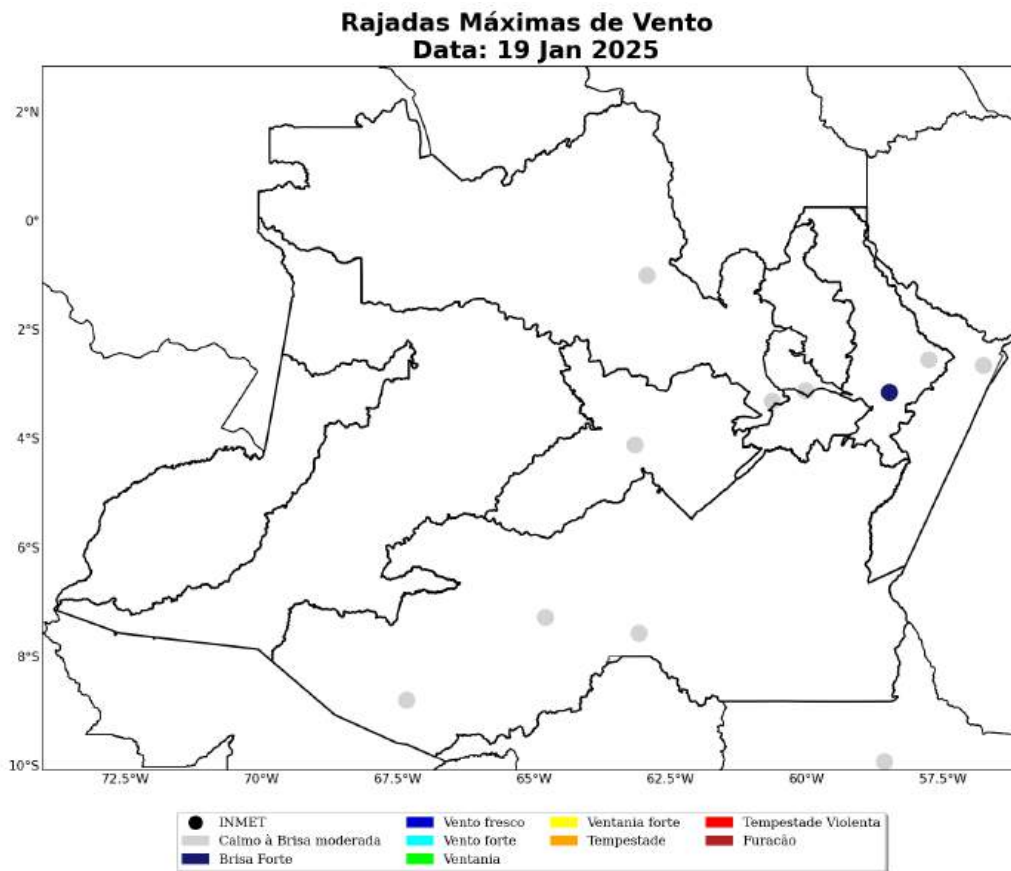 Rajadas Máximas de Vento
Data: 19 Jan 2025
2°N
0°
2°S
4°S
6°S
8°S
10°S
72.5°W 70°W 67.5°W 65°W 62.5°W 60°W 57.5°W
INMET Vento fresco Ventania forte Tempestade Violenta
Calmo à Brisa moderada Vento forte Tempestade Furacão
Brisa Forte Ventania